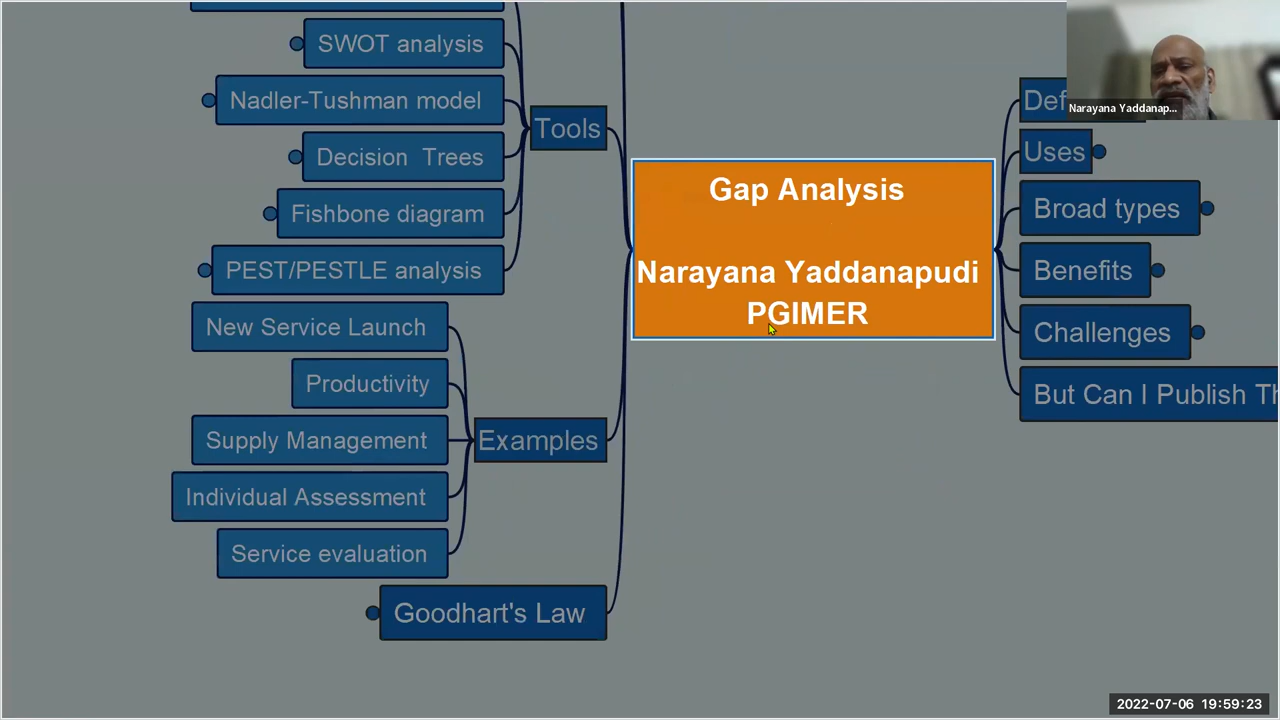 SWOT analysis
Nadler-Tushman model
Decision Trees
Fishbone diagram
PEST/PESTLE analysis
Tools
New Service Launch
Productivity
Supply Management
Individual Assessment
Service evaluation
Examples
Goodhart's Law
Gap Analysis
Narayana Yaddanapudi
PGIMER
Uses
Broad types
Benefits
Challenges
But Can I Publish
Narayana Yaddanap...
2022-07-06 19:59:23